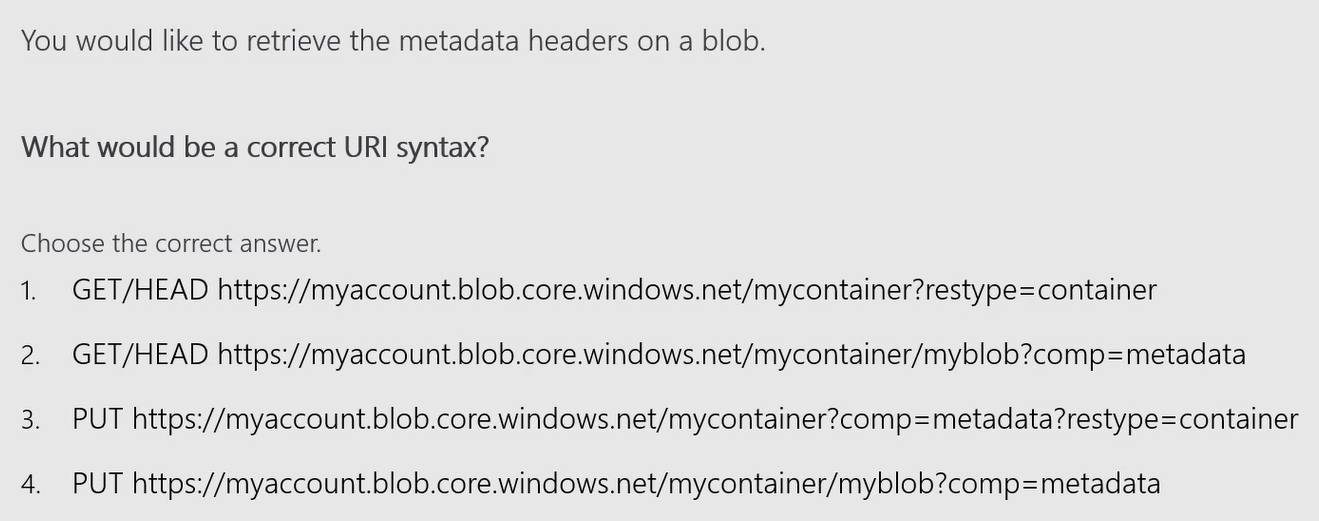 You would like to retrieve the metadata headers on a blob.
What would be a correct URI syntax?
Choose the correct answer.
1. GET/HEAD https://myaccount.blob.core.windows.net/mycontainer?restype=container
2. GET/HEAD https://myaccount.blob.core.windows.net/mycontainer/myblob?comp=metadata
3. PUT https://myaccount.blob.core.windows.net/mycontainer?comp=metadata?restype=container
4. PUT https://myaccount.blob.core.windows.net/mycontainer/myblob?comp=metadata